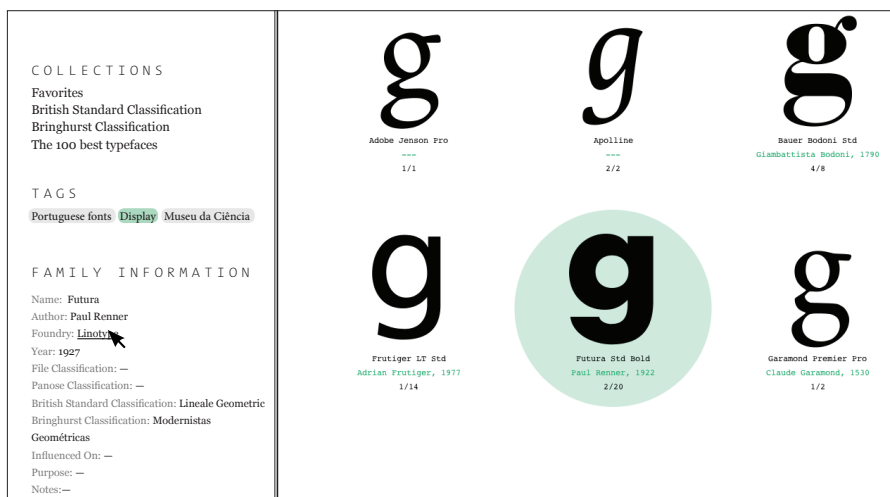 COLLECTIONS
Favorites
British Standard Classification
Bringhurst Classification
The 100 best typefaces
TAGS
Portuguese fonts Display Museu da Ciência
FAMILY INFORMATION
Name: Futura
Author: Paul Renner
Foundry: Linotype
Year: 1927
File Classification: —
Panose Classification: —
British Standard Classification: Lineale Geometric
Bringhurst Classification: Modernistas
Geométricas
Influenced On: —
Purpose: —
Notes:—
g
Adobe Jenson Pro
---
1/1
g
Apolline
---
2/2
g
Bauer Bodoni Std
Giambattista Bodoni, 1790
4/8
g
Frutiger LT Std
Adrian Frutiger, 1977
1/14
g
Futura Std Bold
Paul Renner, 1922
2/20
g
Garamond Premier Pro
Claude Garamond, 1530
1/2